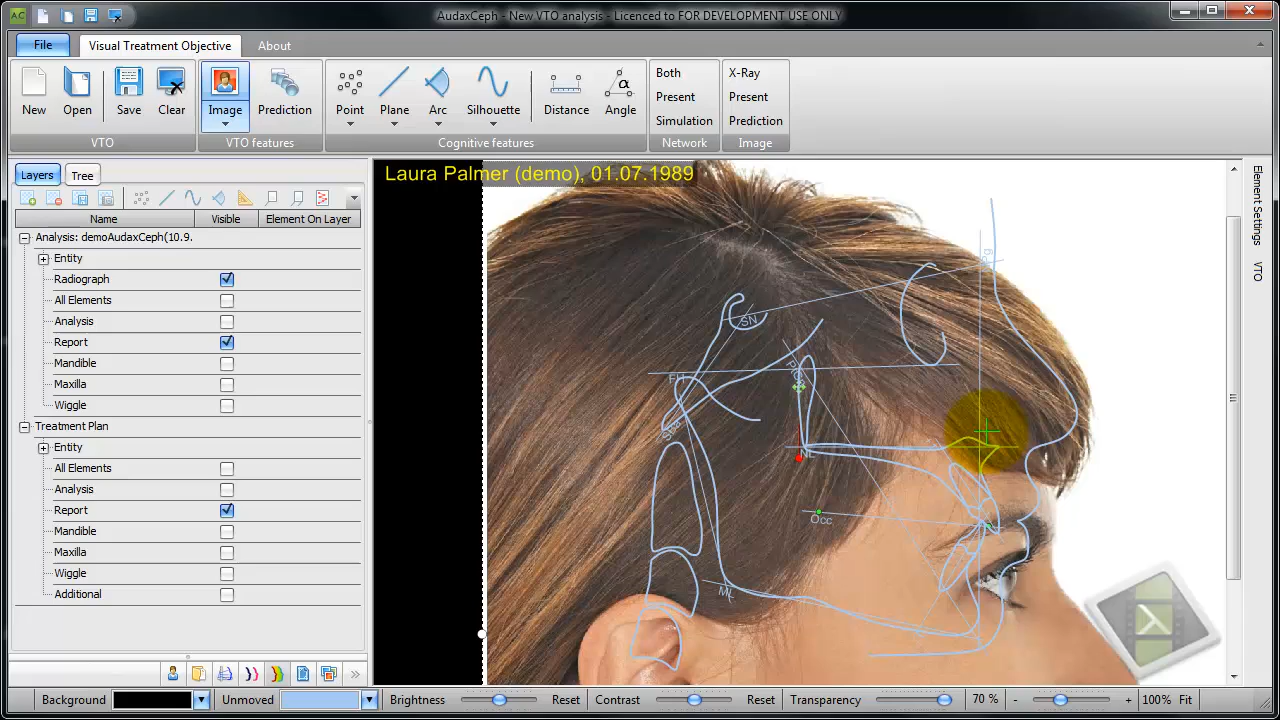 AC
AudaxCeph - New VTO analysis - Licenced to FOR DEVELOPMENT USE ONLY
File
Visual Treatment Objective
About
New
Open
Save
Clear
Image
Prediction
Point
Plane
Arc
Silhouette
Distance
α
Angle
Both
Present
Simulation
X-Ray
Present
Prediction
VTO
VTO features
Cognitive features
Network
Image
Layers
Tree
Name
Visible
Element On Layer
Analysis: demoAudaxCeph(10.9.
Entity
Radiograph
All Elements
Analysis
Report
Mandible
Maxilla
Wiggle
Treatment Plan
Entity
All Elements
Analysis
Report
Mandible
Maxilla
Wiggle
Additional
Laura Palmer (demo), 01.07.1989
SN
FH
NL
Occ
ML
Element Settings
VTO
Background
Unmoved
Brightness
Reset
Contrast
Reset
Transparency
70 %
-
+
100%
Fit